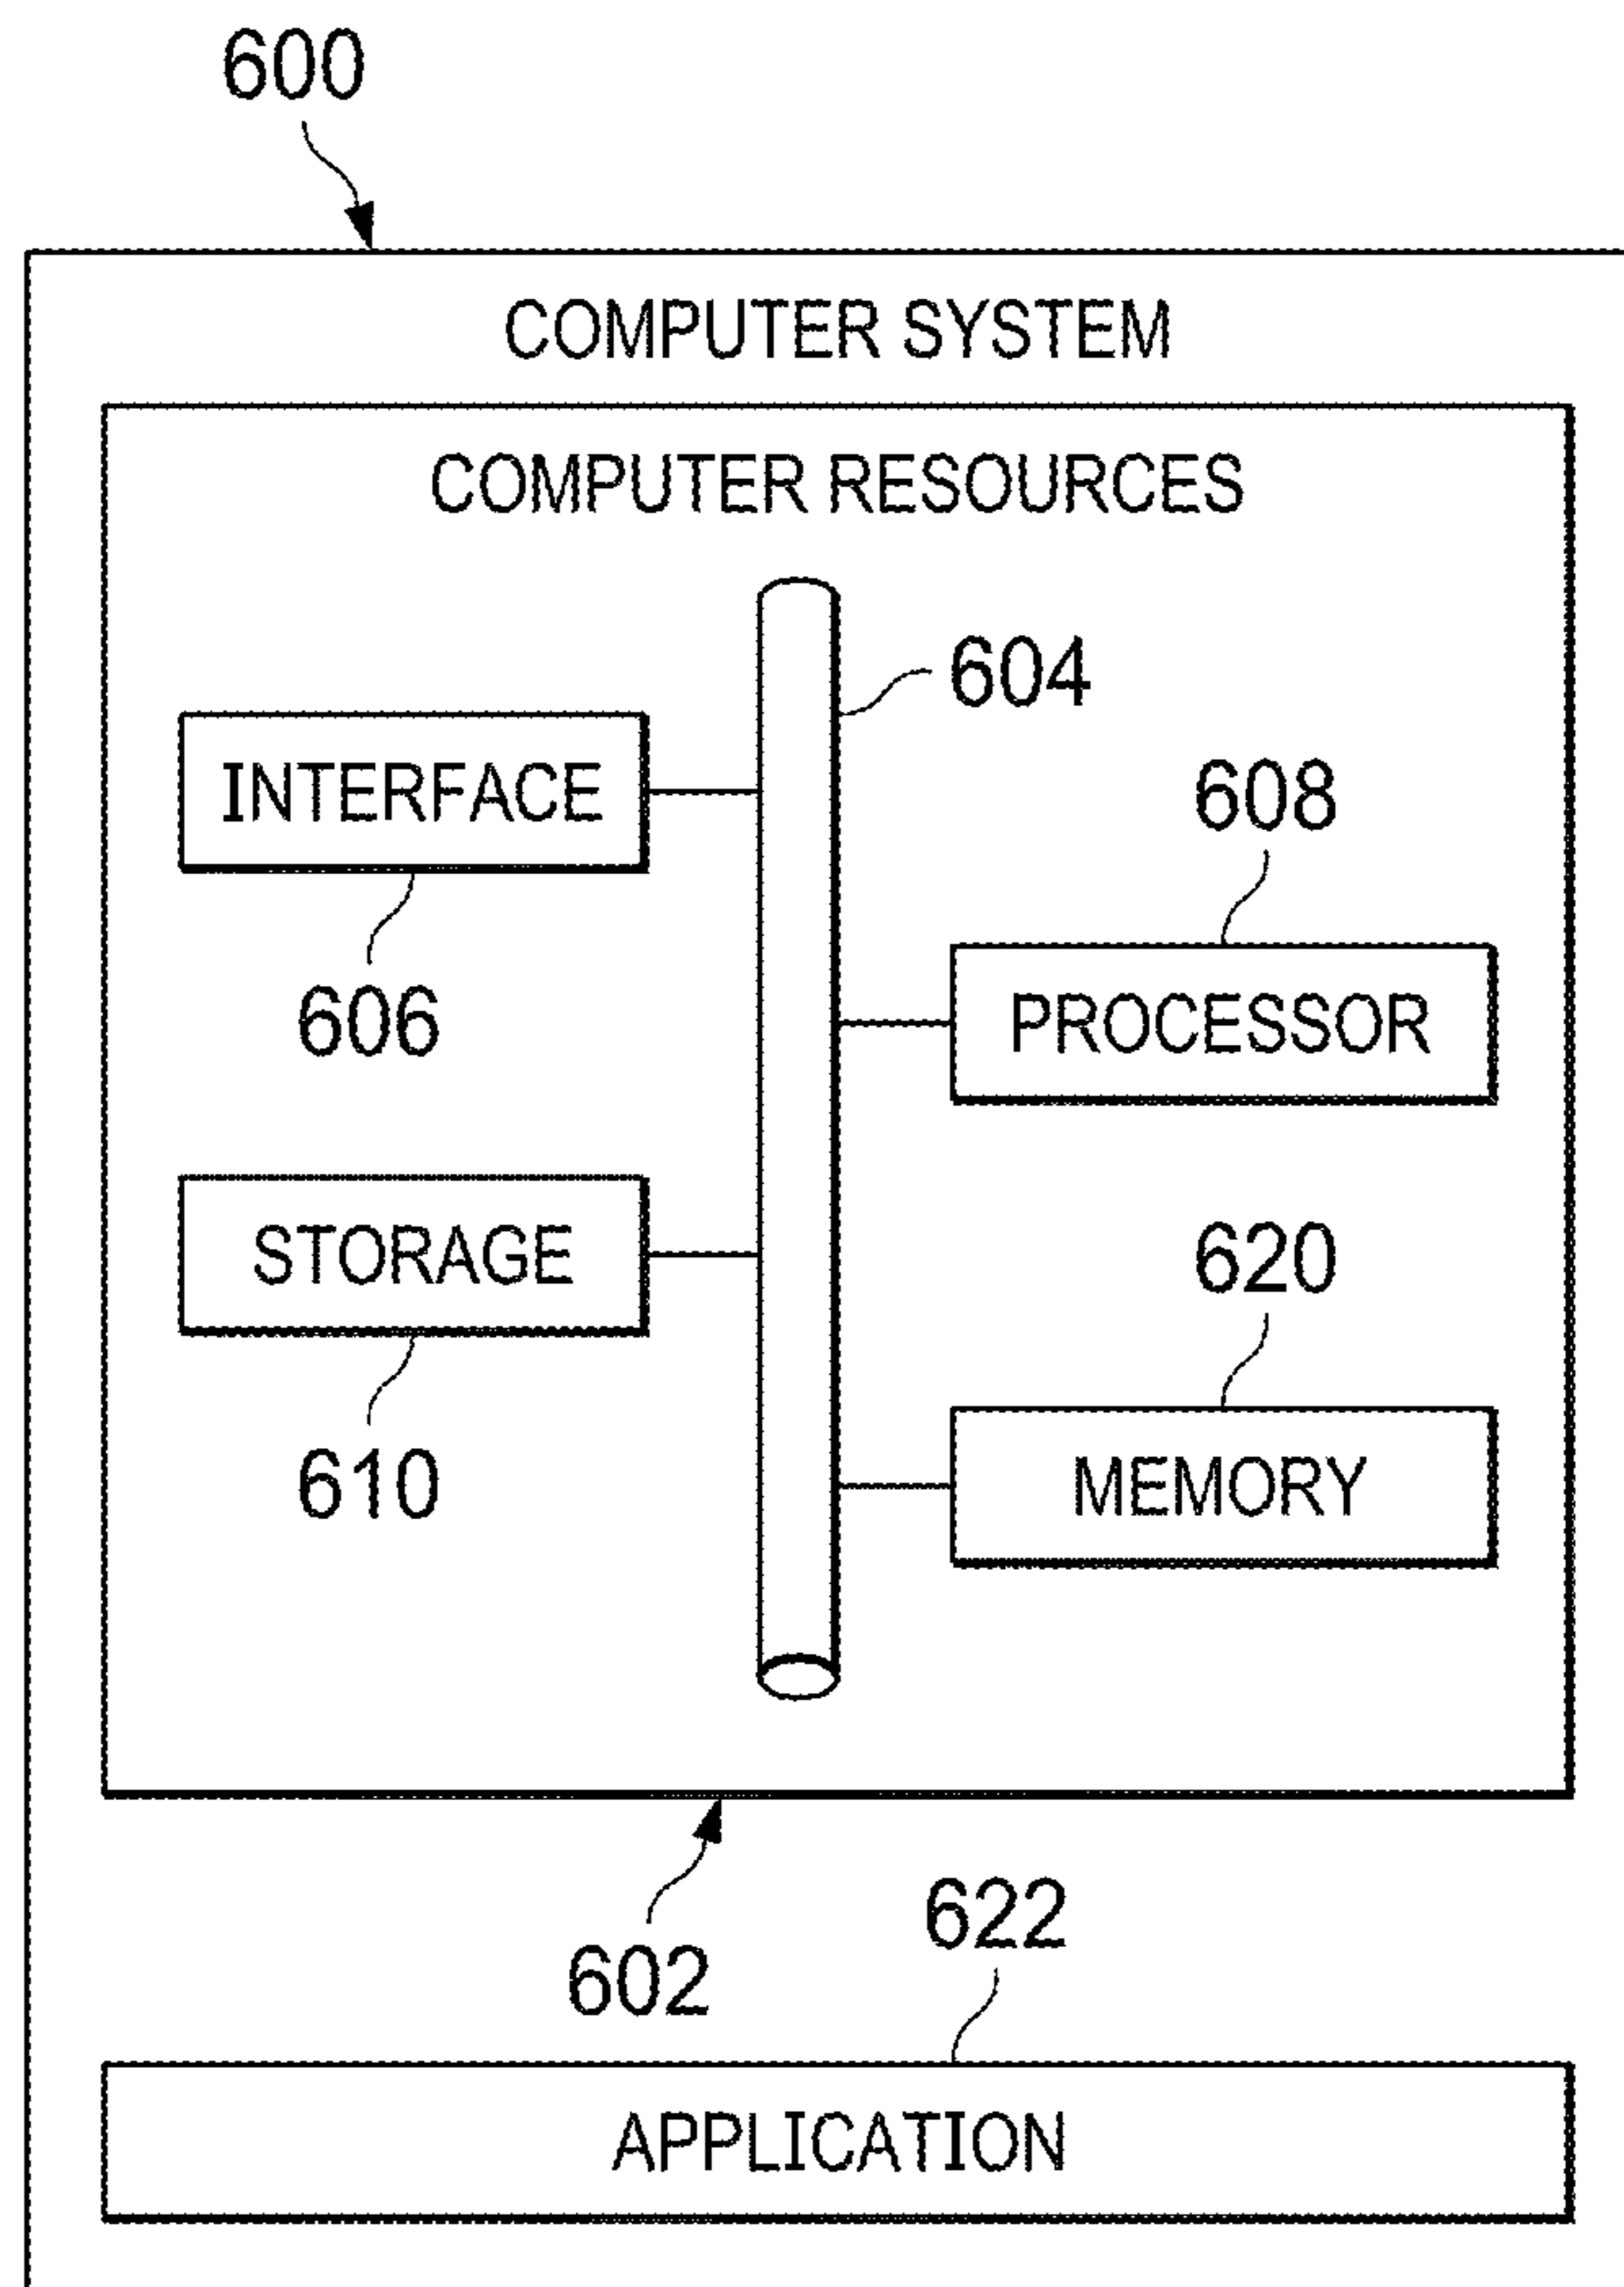 600
COMPUTER SYSTEM
COMPUTER RESOURCES
604
INTERFACE
608
606
PROCESSOR
STORAGE
620
610
MEMORY
622
602
APPLICATION